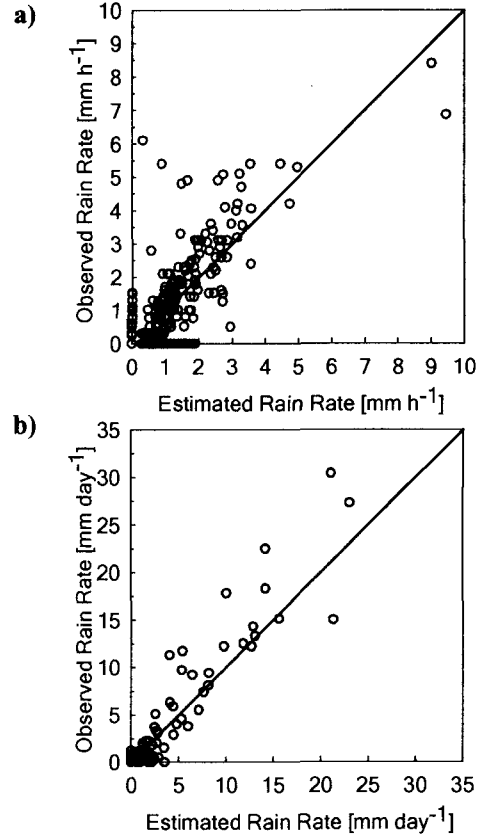 a)
10
9
8
7
6
5
4
3
2
1
0
Observed Rain Rate [mm h⁻¹]
0 1 2 3 4 5 6 7 8 9 10
Estimated Rain Rate [mm h⁻¹]
b)
35
30
25
20
15
10
5
0
Observed Rain Rate [mm day⁻¹]
0 5 10 15 20 25 30 35
Estimated Rain Rate [mm day⁻¹]